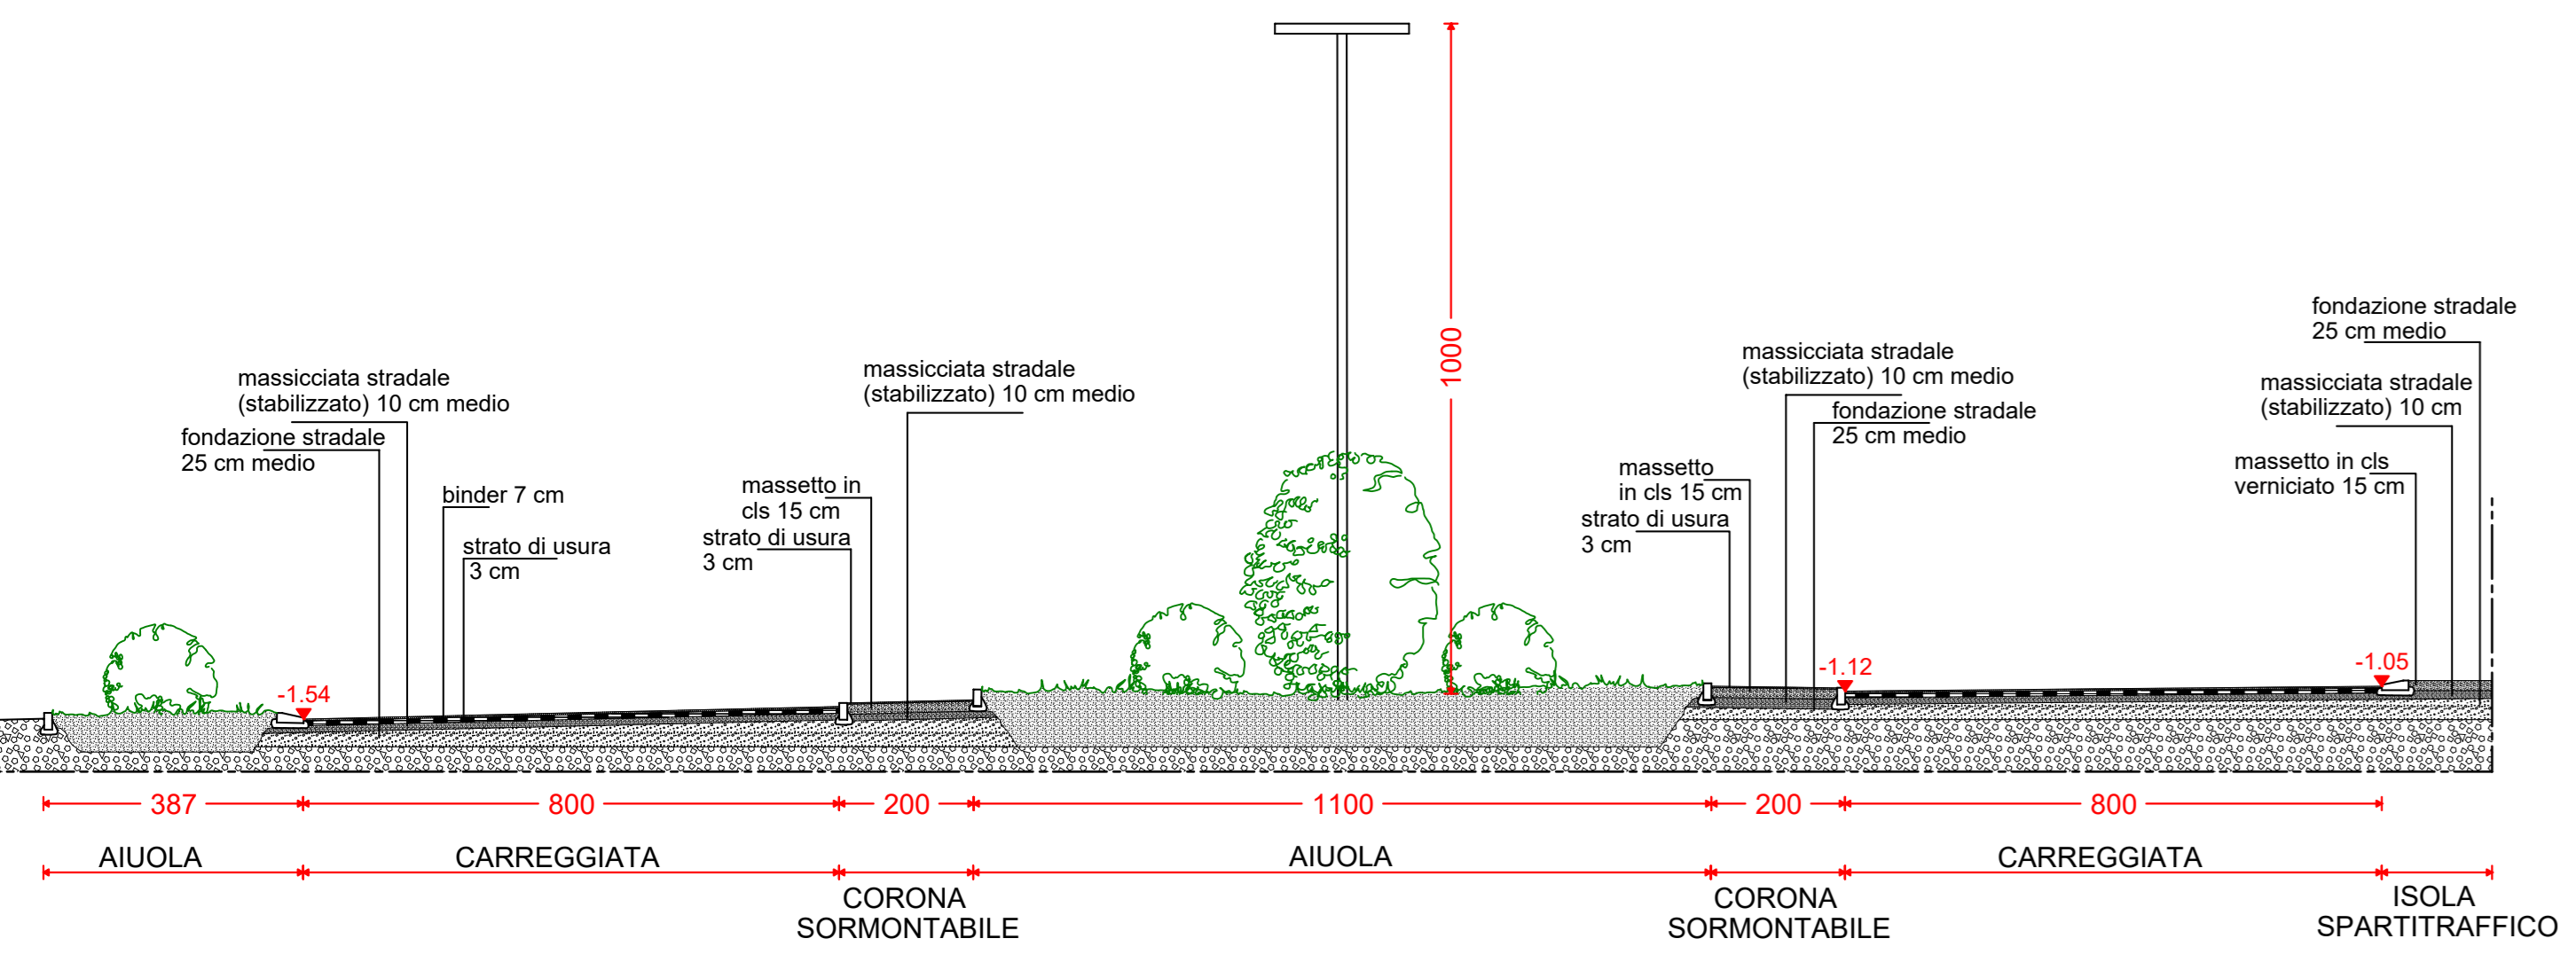 1000
fondazione stradale
25 cm medio
massicciata stradale
(stabilizzato) 10 cm medio
fondazione stradale
25 cm medio
binder 7 cm
strato di usura
3 cm
massicciata stradale
(stabilizzato) 10 cm medio
massetto in
cls 15 cm
strato di usura
3 cm
massicciata stradale
(stabilizzato) 10 cm medio
fondazione stradale
25 cm medio
massetto
in cls 15 cm
strato di usura
3 cm
massicciata stradale
(stabilizzato) 10 cm
massetto in cls
verniciato 15 cm
-1.54
-1.12
-1.05
387
800
200
1100
200
800
AIUOLA
CARREGGIATA
CORONA
SORMONTABILE
AIUOLA
CORONA
SORMONTABILE
CARREGGIATA
ISOLA
SPARTITRAFFICO